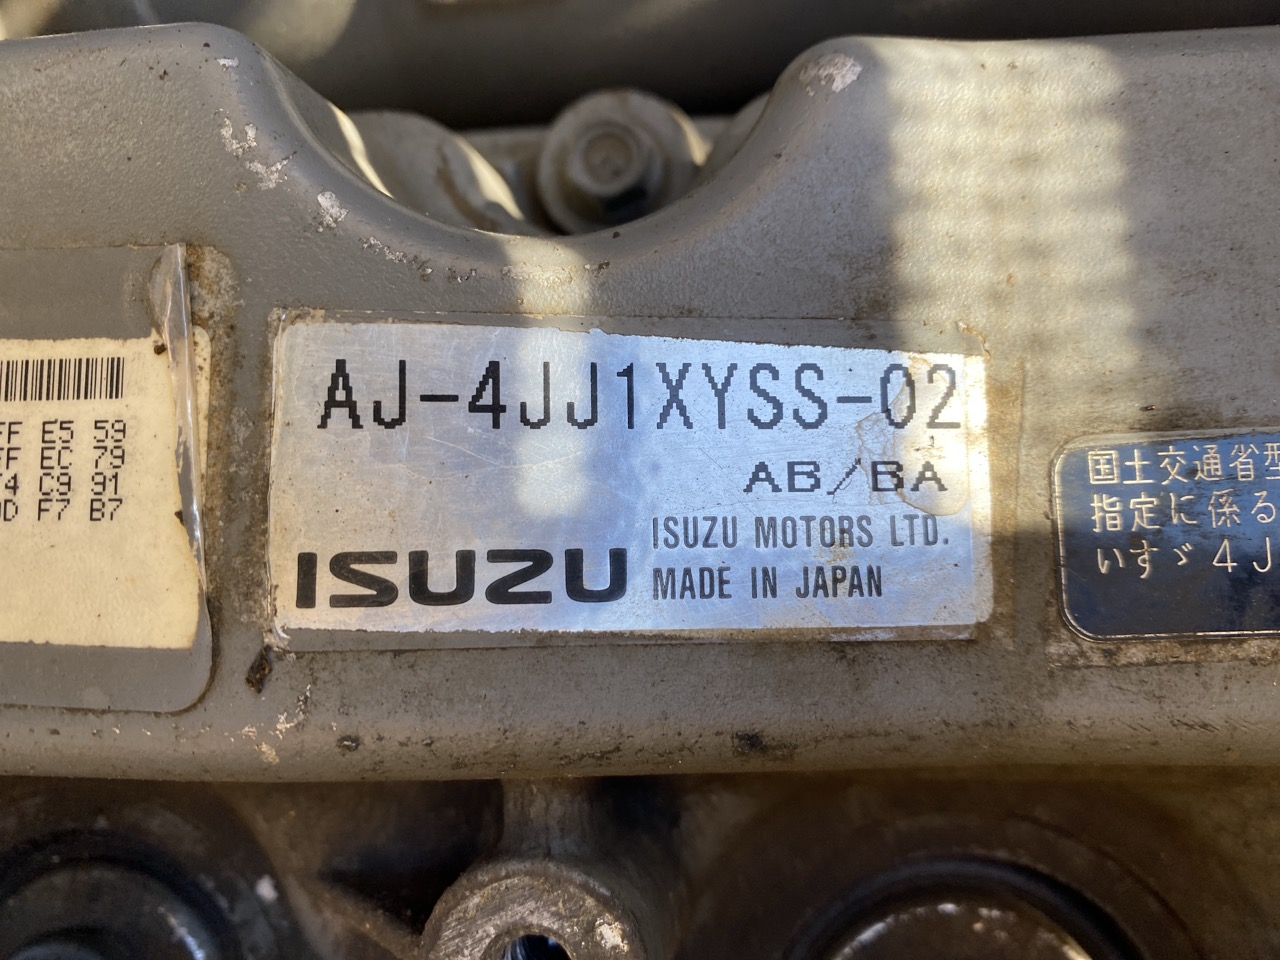 FF E5 59
FF EC 79
F4 C9 91
9D F7 B7
AJ-4JJ1XYSS-02
AB/BA
ISUZU
ISUZU MOTORS LTD.
MADE IN JAPAN
国土交通省型
指定に係る
いすゞ4J